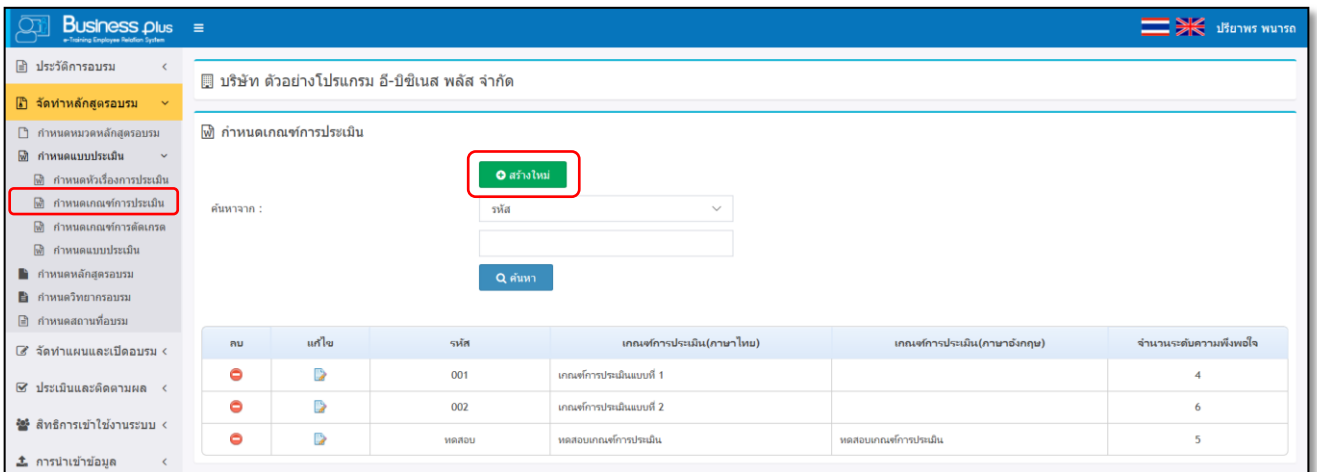 Business plus
e-Training Employee Relation System
ปรียาพร พนารถ
ประวัติการอบรม
จัดทำหลักสูตรอบรม
กำหนดหมวดหลักสูตรอบรม
กำหนดแบบประเมิน
กำหนดหัวเรื่องการประเมิน
กำหนดเกณฑ์การประเมิน
กำหนดเกณฑ์การตัดเกรด
กำหนดแบบประเมิน
กำหนดหลักสูตรอบรม
กำหนดวิทยากรอบรม
กำหนดสถานที่อบรม
จัดทำแผนและเปิดอบรม
ประเมินและติดตามผล
สิทธิการเข้าใช้งานระบบ
การนำเข้าข้อมูล
บริษัท ตัวอย่างโปรแกรม อี-บิซิเนส พลัส จำกัด
กำหนดเกณฑ์การประเมิน
สร้างใหม่
ค้นหาจาก : รหัส
ค้นหา
ลบ แก้ไข รหัส เกณฑ์การประเมิน(ภาษาไทย) เกณฑ์การประเมิน(ภาษาอังกฤษ) จำนวนระดับความพึงพอใจ
001 เกณฑ์การประเมินแบบที่ 1 4
002 เกณฑ์การประเมินแบบที่ 2 6
ทดสอบ ทดสอบเกณฑ์การประเมิน ทดสอบเกณฑ์การประเมิน 5